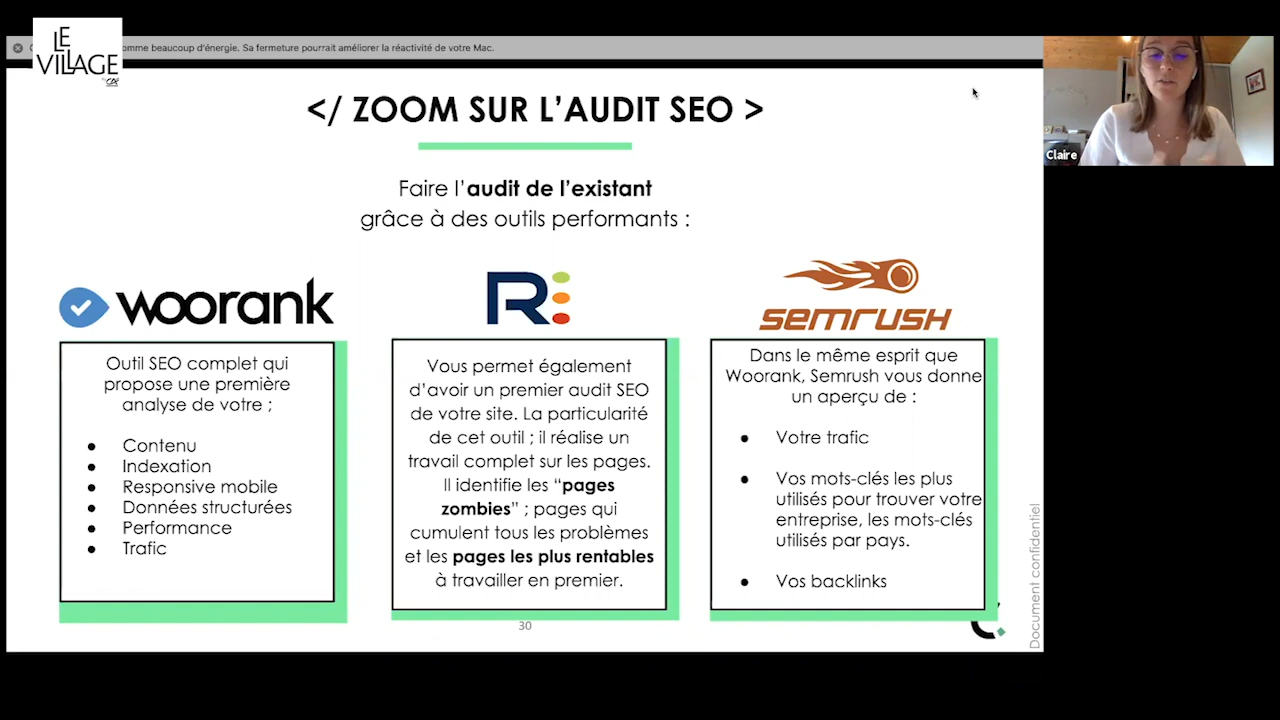 LE
VILLAGE
by CA
omme beaucoup d'énergie. Sa fermeture pourrait améliorer la réactivité de votre Mac.
</ ZOOM SUR L'AUDIT SEO >
Claire
Faire l'audit de l'existant
grâce à des outils performants :
woorank
Outil SEO complet qui
propose une première
analyse de votre ;
● Contenu
● Indexation
● Responsive mobile
● Données structurées
● Performance
● Trafic
R
Vous permet également
d'avoir un premier audit SEO
de votre site. La particularité
de cet outil ; il réalise un
travail complet sur les pages.
Il identifie les “pages
zombies” ; pages qui
cumulent tous les problèmes
et les pages les plus rentables
à travailler en premier.
semrush
Dans le même esprit que
Woorank, Semrush vous donne
un aperçu de :
● Votre trafic
● Vos mots-clés les plus
utilisés pour trouver votre
entreprise, les mots-clés
utilisés par pays.
● Vos backlinks
30
Document confidentiel